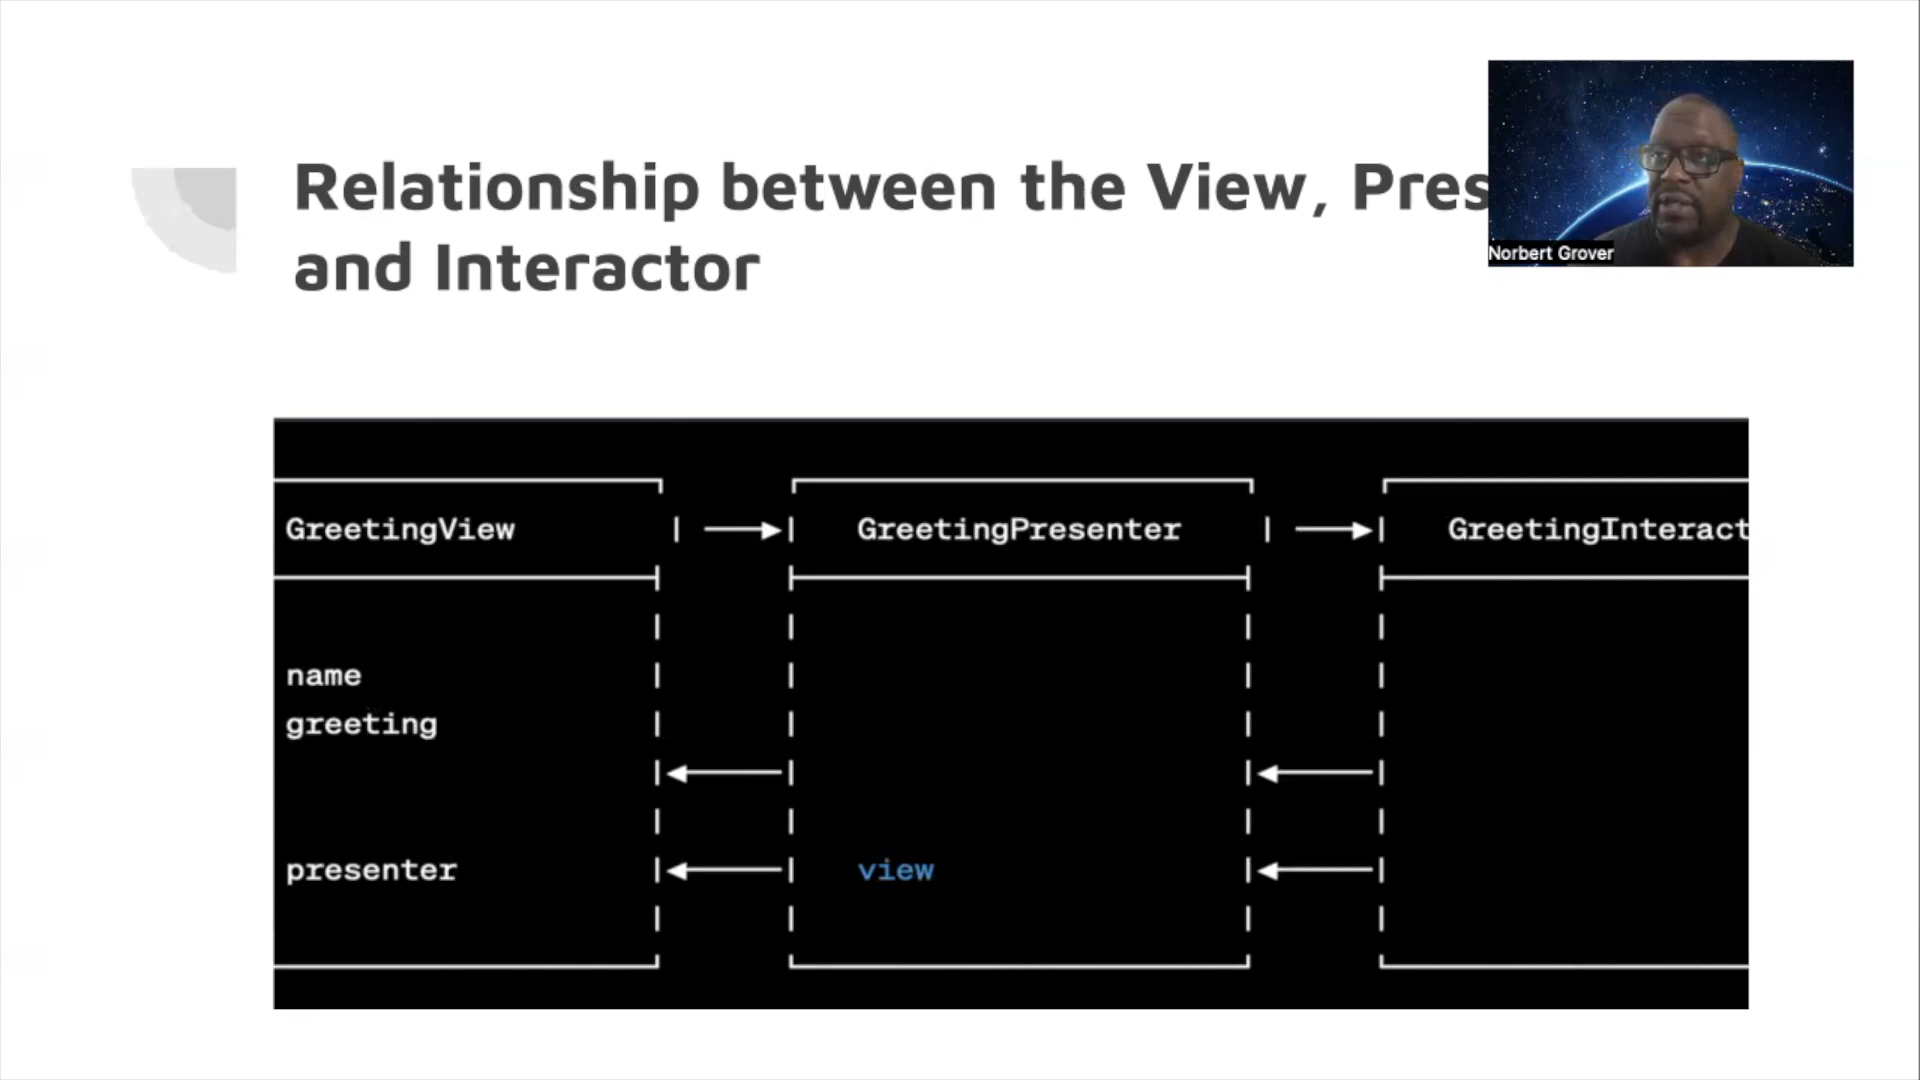 Relationship between the View, Pres
and Interactor
Norbert Grover
GreetingView
GreetingPresenter
GreetingInteract
name
greeting
presenter
view